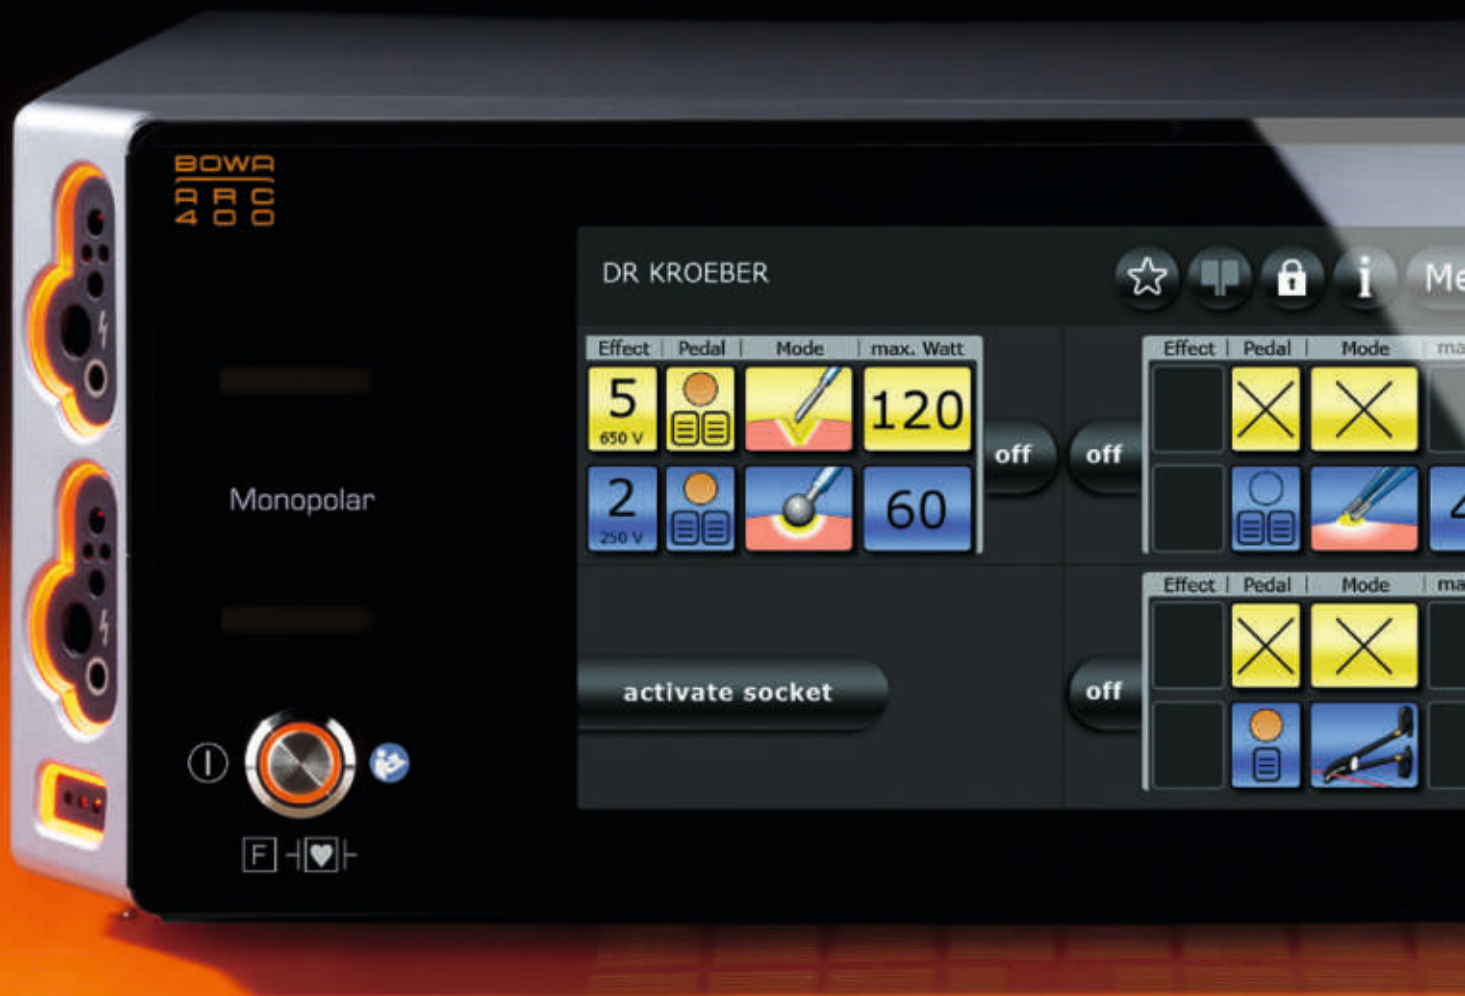 BOWA
ARC
400
DR KROEBER
i
Effect Pedal Mode max. Watt
5
650 V
120
off
2
250 V
60
Effect Pedal Mode
off
Monopolar
activate socket
Effect Pedal Mode
off
F